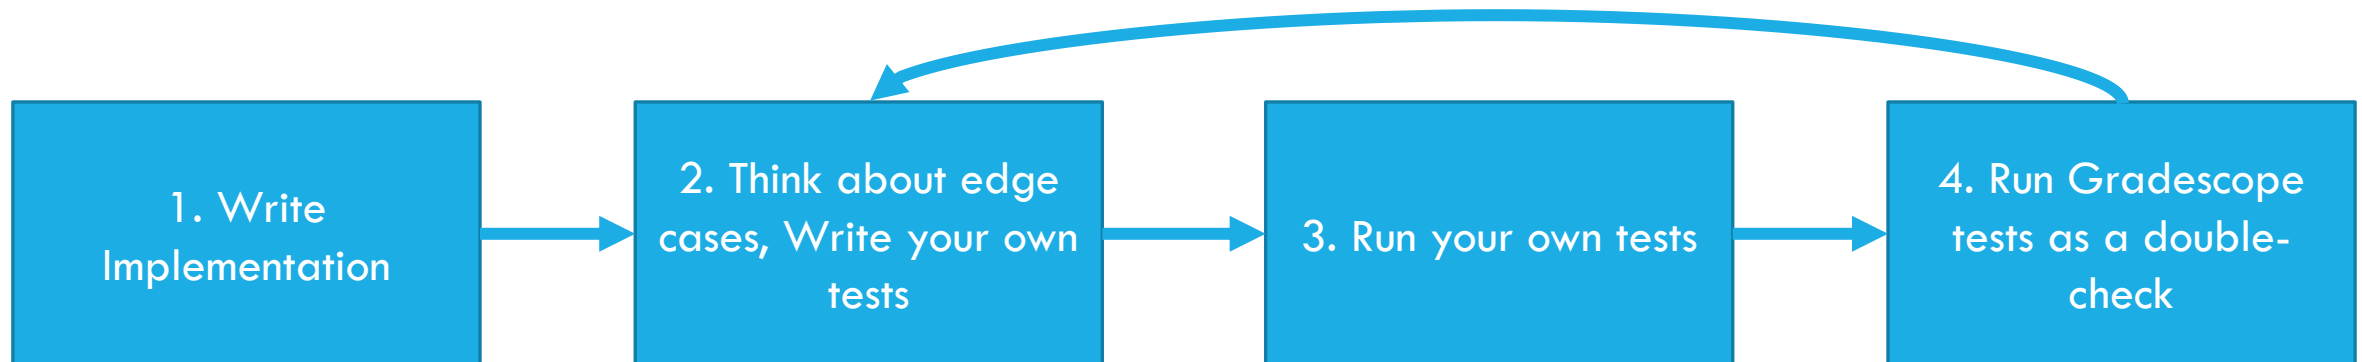 1. Write
Implementation
2. Think about edge
cases, Write your own
tests
3. Run your own tests
4. Run Gradescope
tests as a double-
check